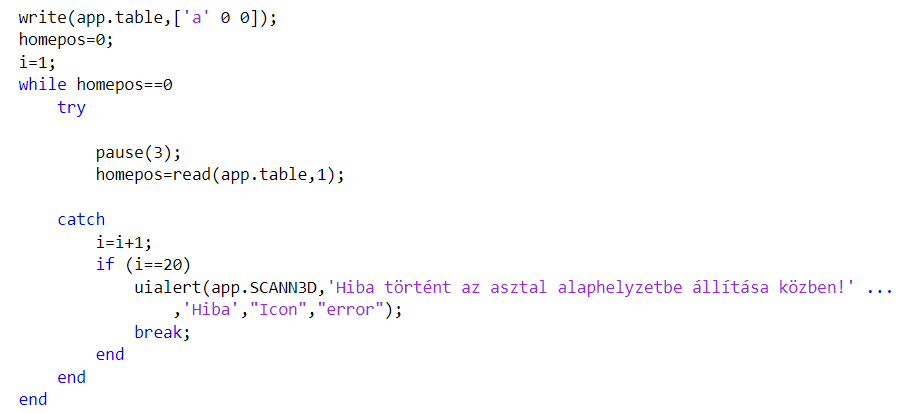 write(app.table,['a' 0 0]);
homepos=0;
i=1;
while homepos==0
try
pause(3);
homepos=read(app.table,1);
catch
i=i+1;
if (i==20)
uialert(app.SCANN3D,'Hiba történt az asztal alaphelyzetbe állítása közben!' ...
,'Hiba',"Icon","error");
break;
end
end
end